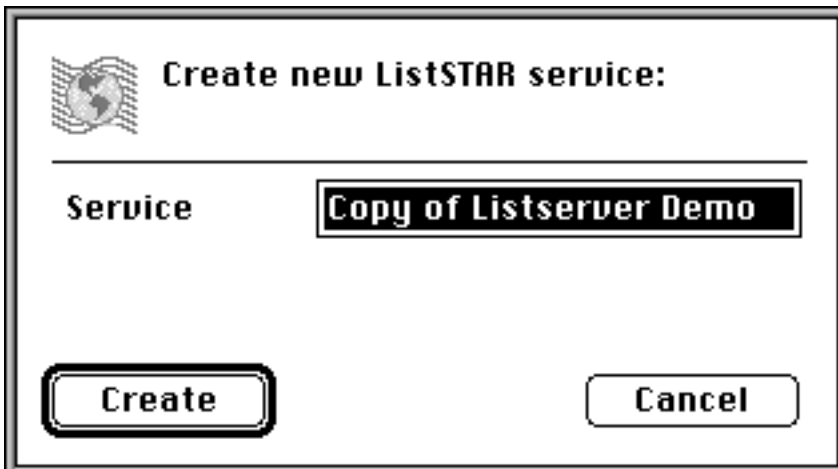 Create new ListSTAR service:
Service
Copy of Listserver Demo
Create
Cancel